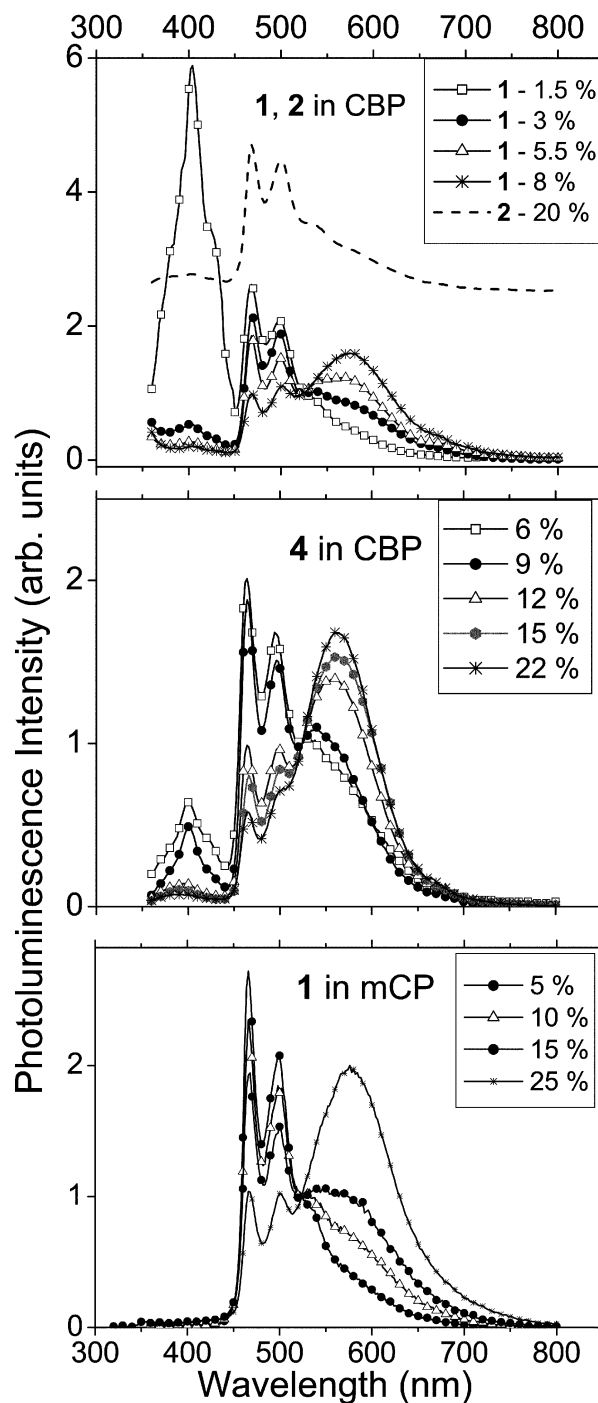 300 400 500 600 700 800
6
4
2
0
1, 2 in CBP
1 - 1.5 %
1 - 3 %
1 - 5.5 %
1 - 8 %
2 - 20 %
Photoluminescence Intensity (arb. units)
2
1
0
4 in CBP
6 %
9 %
12 %
15 %
22 %
2
1
0
1 in mCP
5 %
10 %
15 %
25 %
300 400 500 600 700 800
Wavelength (nm)